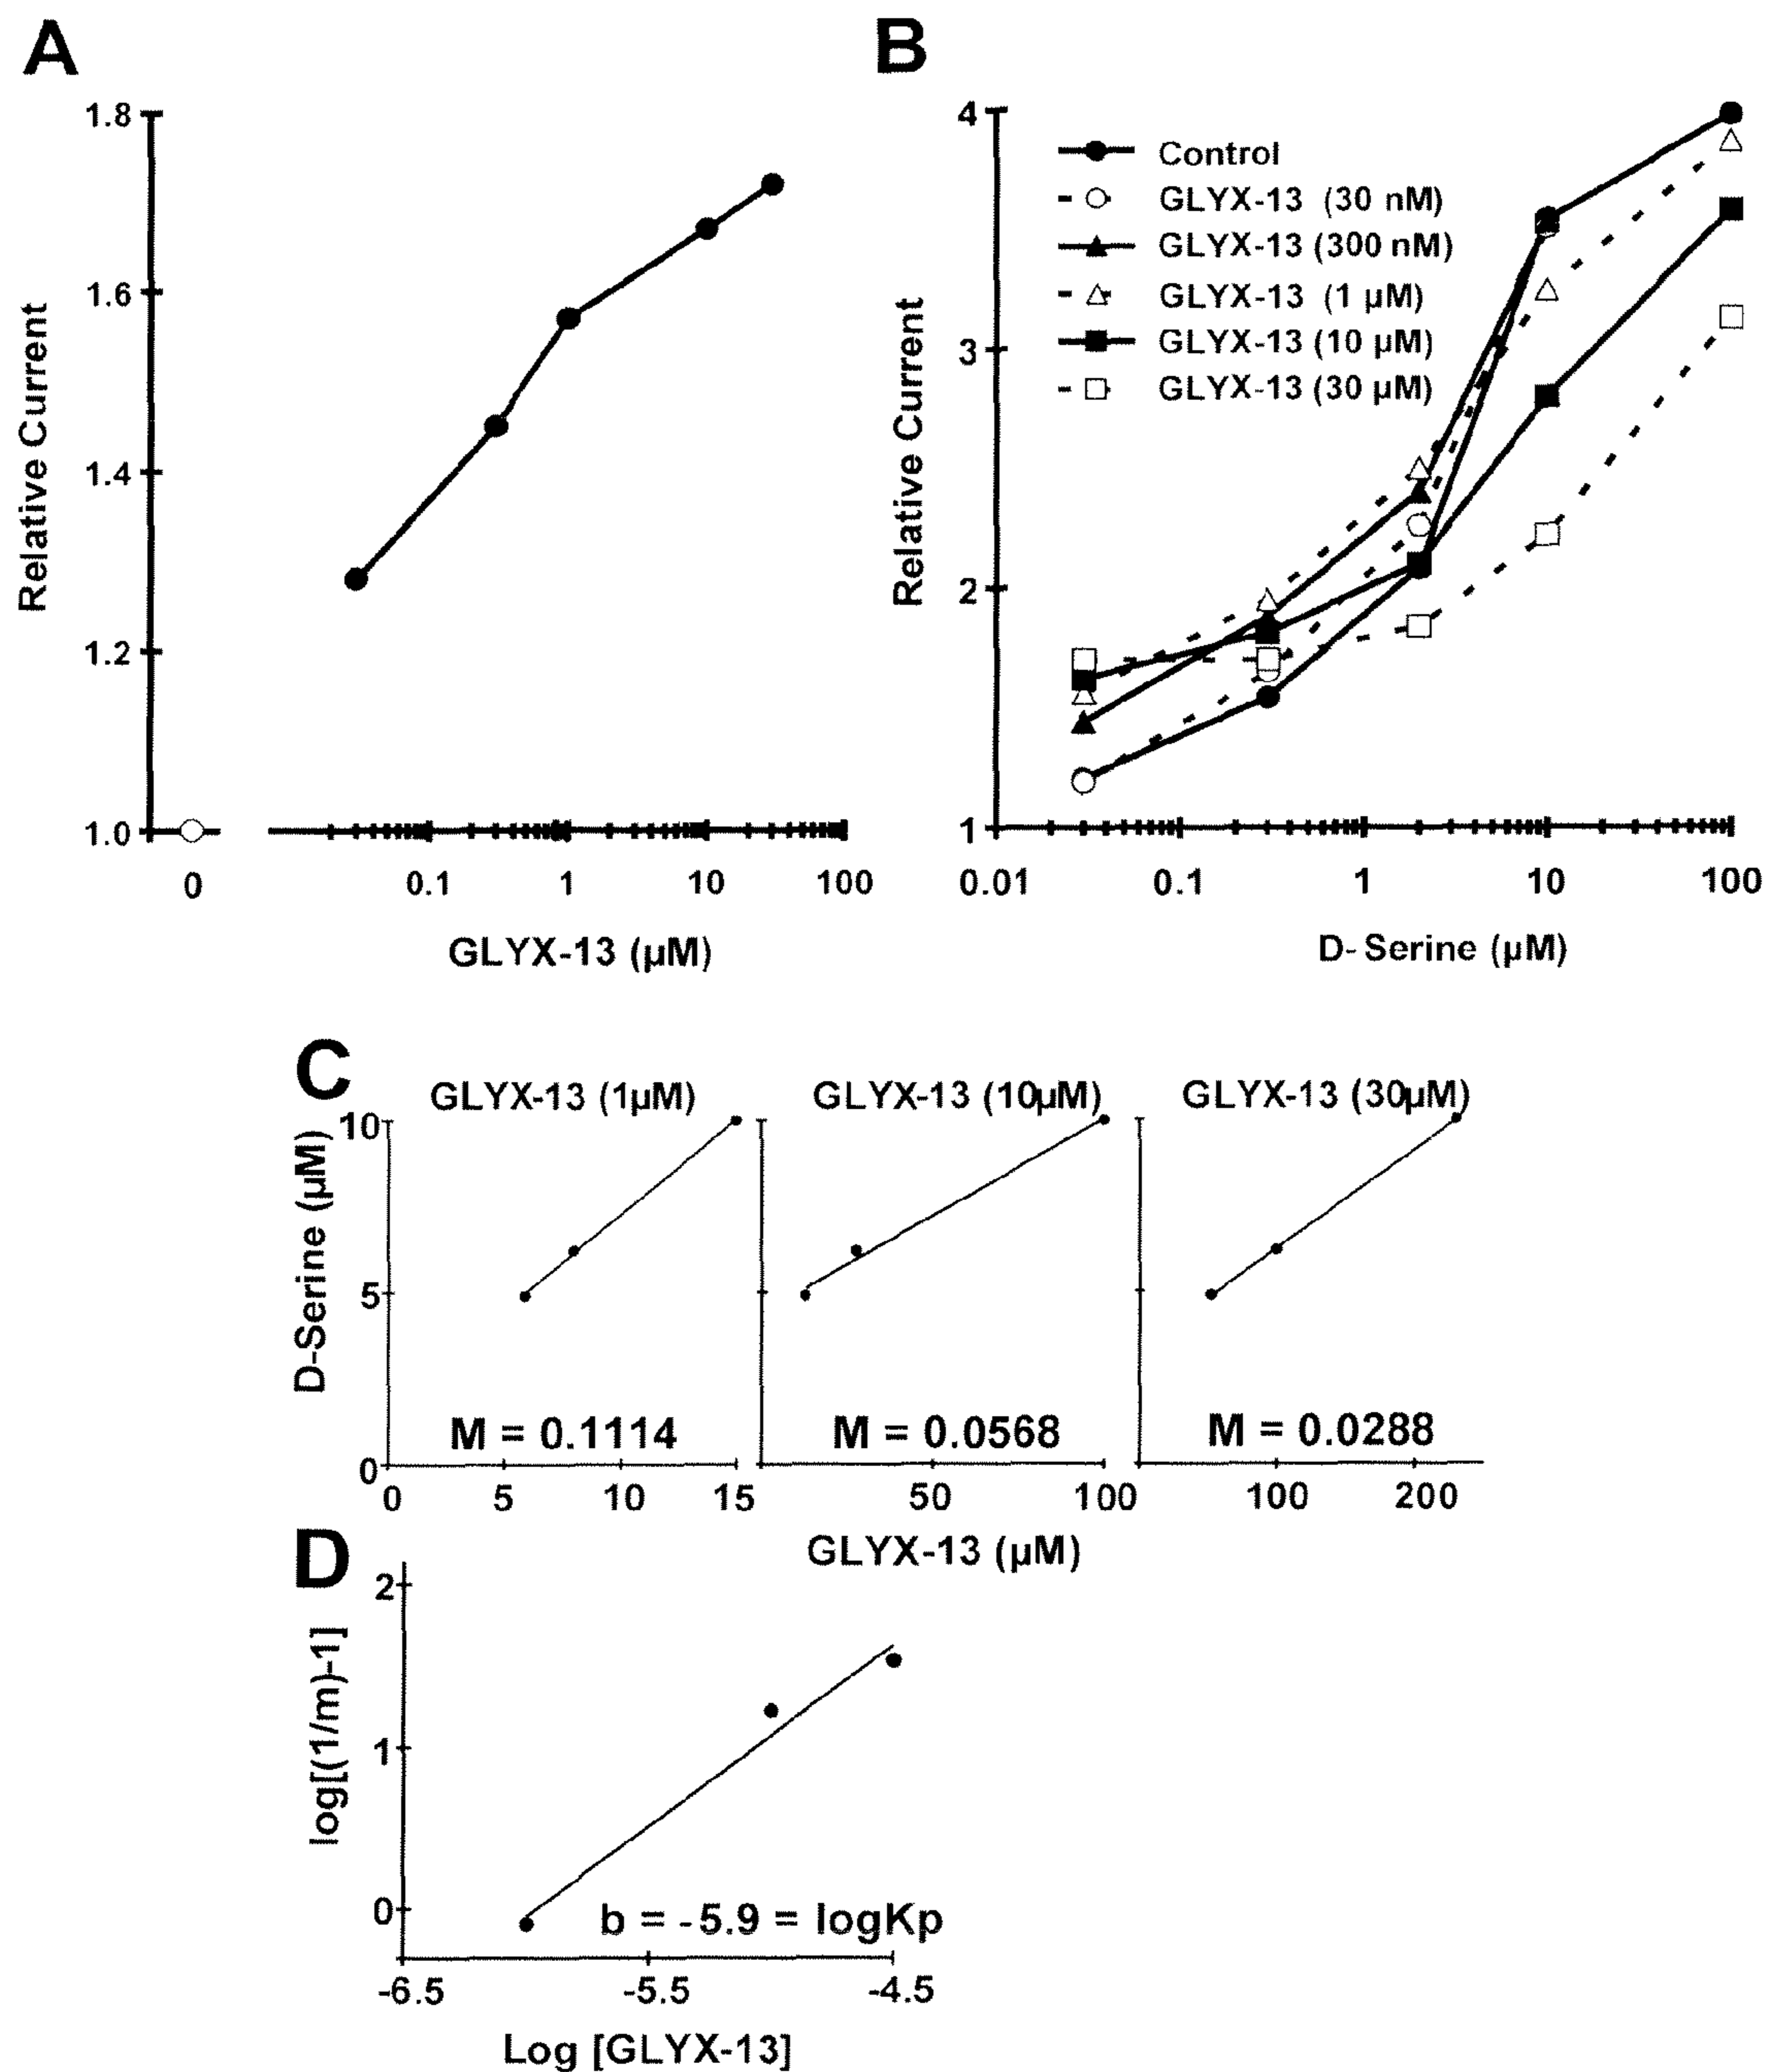 A
1.8
1.6
1.4
1.2
1.0
Relative Current
0
0.1
1
10
100
GLYX-13 (µM)
B
4
3
2
1
Relative Current
Control
GLYX-13 (30 nM)
GLYX-13 (300 nM)
GLYX-13 (1 µM)
GLYX-13 (10 µM)
GLYX-13 (30 µM)
0.01
0.1
1
10
100
D-Serine (µM)
C
D-Serine (µM)
10
5
0
GLYX-13 (1µM)
M = 0.1114
0
5
10
15
GLYX-13 (10µM)
M = 0.0568
50
100
GLYX-13 (30µM)
M = 0.0288
100
200
GLYX-13 (µM)
D
log[(1/m)-1]
2
1
0
b = -5.9 = logKp
-6.5
-5.5
-4.5
Log [GLYX-13]